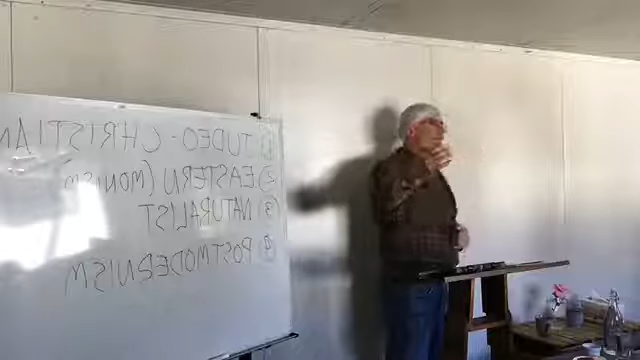 ① JUDEO-CHRISTIAN
② EASTERN (MONISM
③ NATURALIST
④ POSTMODERNISM